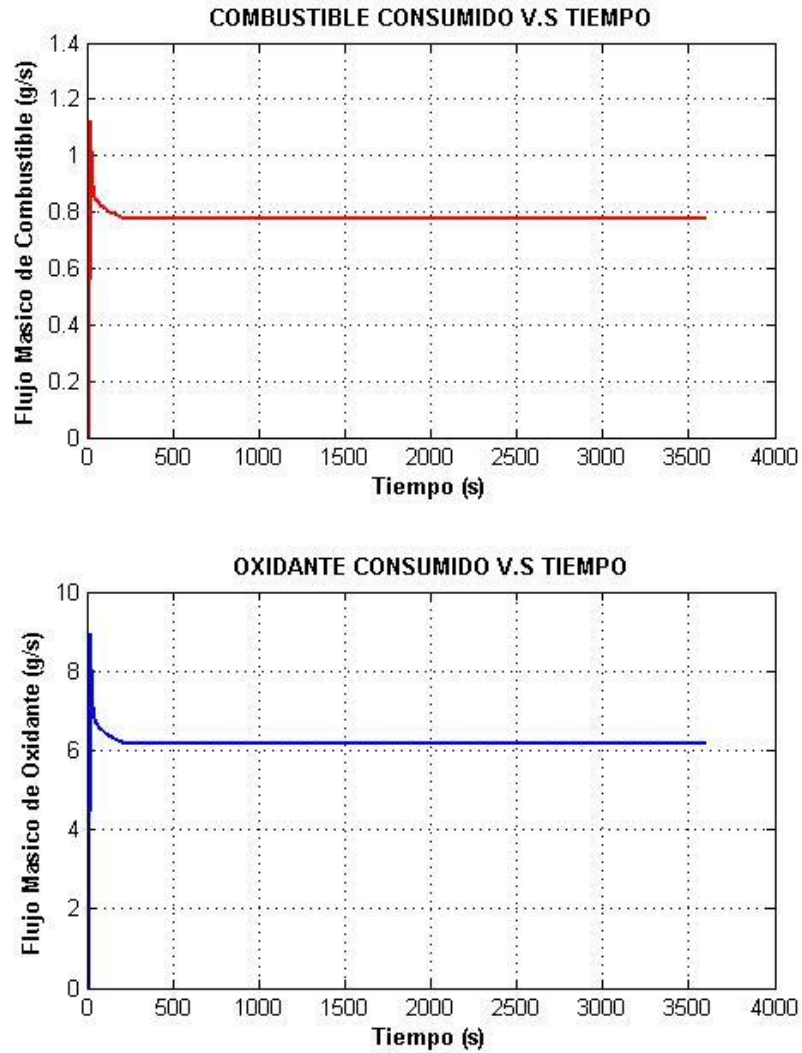 COMBUSTIBLE CONSUMIDO V.S TIEMPO
Flujo Masico de Combustible (g/s)
1.4
1.2
1
0.8
0.6
0.4
0.2
0
0 500 1000 1500 2000 2500 3000 3500 4000
Tiempo (s)
OXIDANTE CONSUMIDO V.S TIEMPO
Flujo Masico de Oxidante (g/s)
10
8
6
4
2
0
0 500 1000 1500 2000 2500 3000 3500 4000
Tiempo (s)